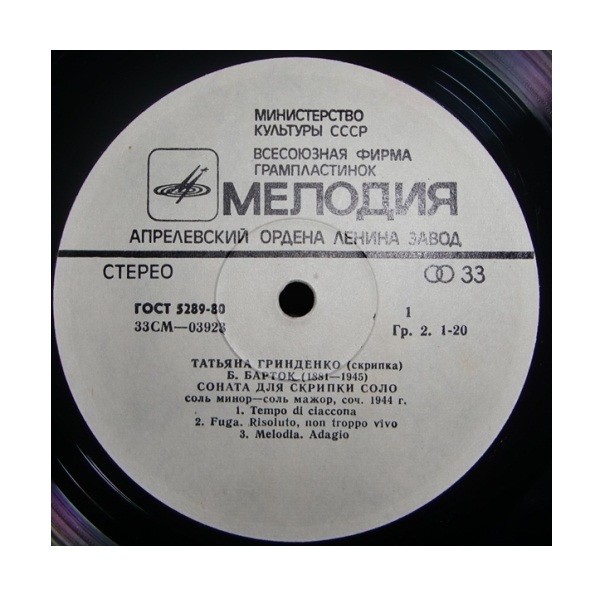 МИНИСТЕРСТВО
КУЛЬТУРЫ СССР
ВСЕСОЮЗНАЯ ФИРМА
ГРАМПЛАСТИНОК
МЕЛОДИЯ
АПРЕЛЕВСКИЙ ОРДЕНА ЛЕНИНА ЗАВОД
СТЕРЕО 33
ГОСТ 5289-80 1
33СМ—03923 Гр. 2. 1-20
ТАТЬЯНА ГРИНДЕНКО (скрипка)
Б. БАРТОК (1881—1945)
СОНАТА ДЛЯ СКРИПКИ СОЛО
соль минор—соль мажор, соч. 1944 г.
1. Tempo di ciaccona
2. Fuga. Risoluto, non troppo vivo
3. Melodia. Adagio